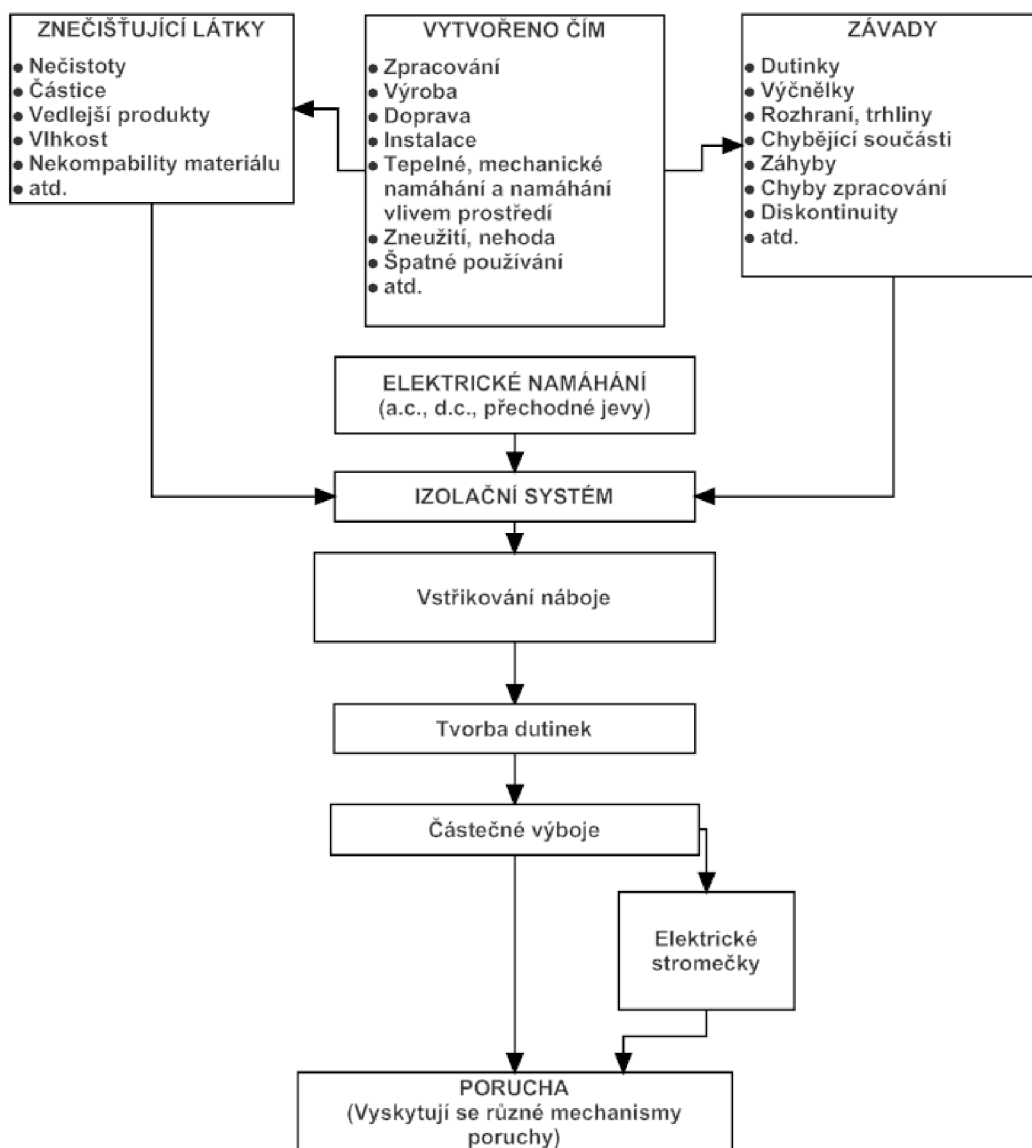 ZNEČIŠTUJÍCÍ LÁTKY
● Nečistoty
● Částice
● Vedlejší produkty
● Vlhkost
● Nekompability materiálu
● atd.
VYTVOŘENO ČÍM
● Zpracování
● Výroba
● Doprava
● Instalace
● Tepelné, mechanické
namáhání a namáhání
vlivem prostředí
● Zneužití, nehoda
● Špatné používání
● atd.
ZÁVADY
● Dutinky
● Výčnělky
● Rozhraní, trhliny
● Chybějící součásti
● Záhyby
● Chyby zpracování
● Diskontinuity
● atd.
ELEKTRICKÉ NAMÁHÁNÍ
(a.c., d.c., přechodné jevy)
IZOLAČNÍ SYSTÉM
Vstřikování náboje
Tvorba dutinek
Částečné výboje
Elektrické
stromečky
PORUCHA
(Vyskytují se různé mechanismy
poruchy)